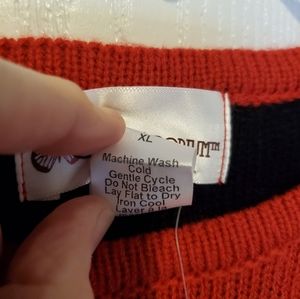 XL
Machine Wash
Cold
Gentle Cycle
Do Not Bleach
Lay Flat to Dry
Iron Cool